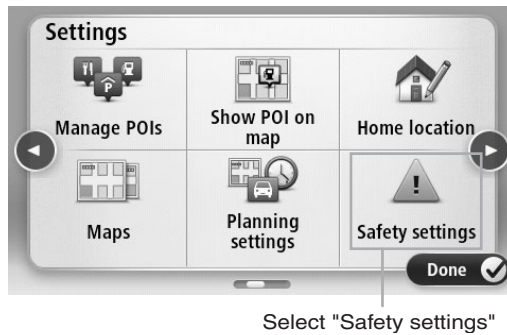 Settings
Manage POIs
Show POI on
map
Home location
Maps
Planning
settings
Safety settings
Done
Select "Safety settings"